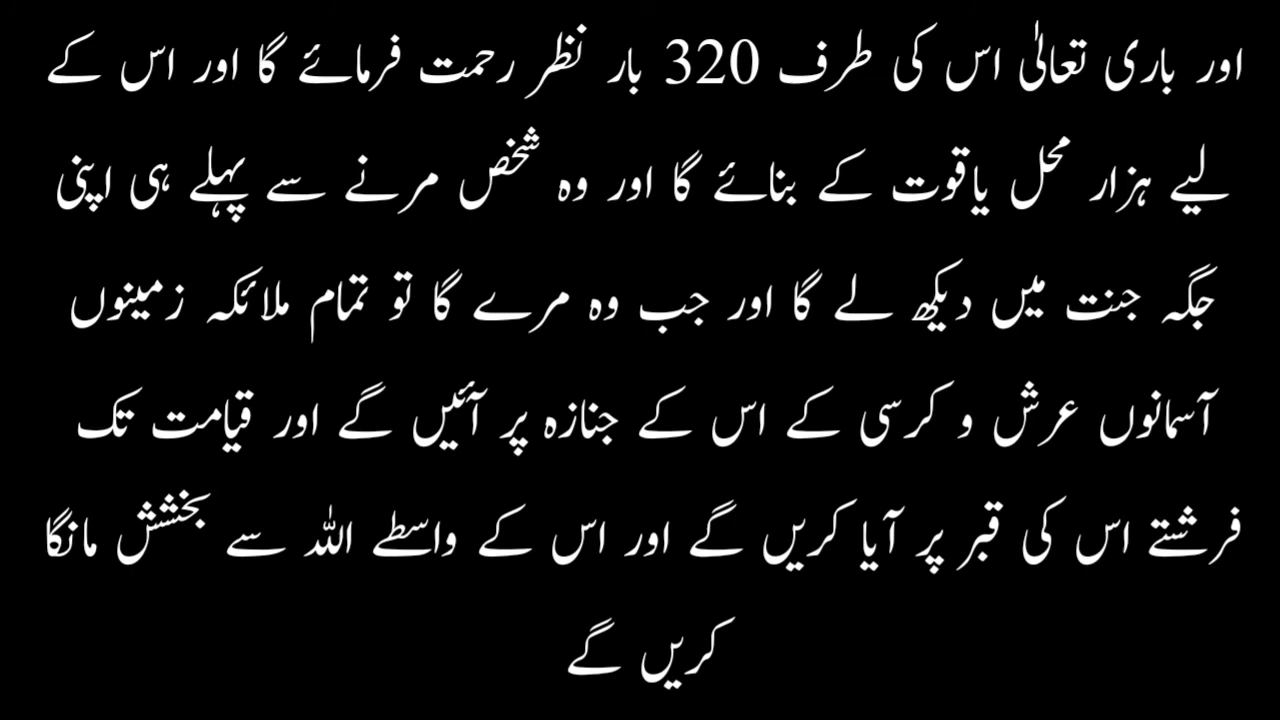 اور باری تعالیٰ اس کی طرف 320 بار نظر رحمت فرمائے گا اور اس کے
لیے ہزار محل یاقوت کے بنائے گا اور وہ شخص مرنے سے پہلے ہی اپنی
جگہ جنت میں دیکھ لے گا اور جب وہ مرے گا تو تمام ملائکہ زمینوں
آسمانوں عرش و کرسی کے اس کے جنازہ پر آئیں گے اور قیامت تک
فرشتے اس کی قبر پر آیا کریں گے اور اس کے واسطے اللہ سے بخشش مانگا
کریں گے